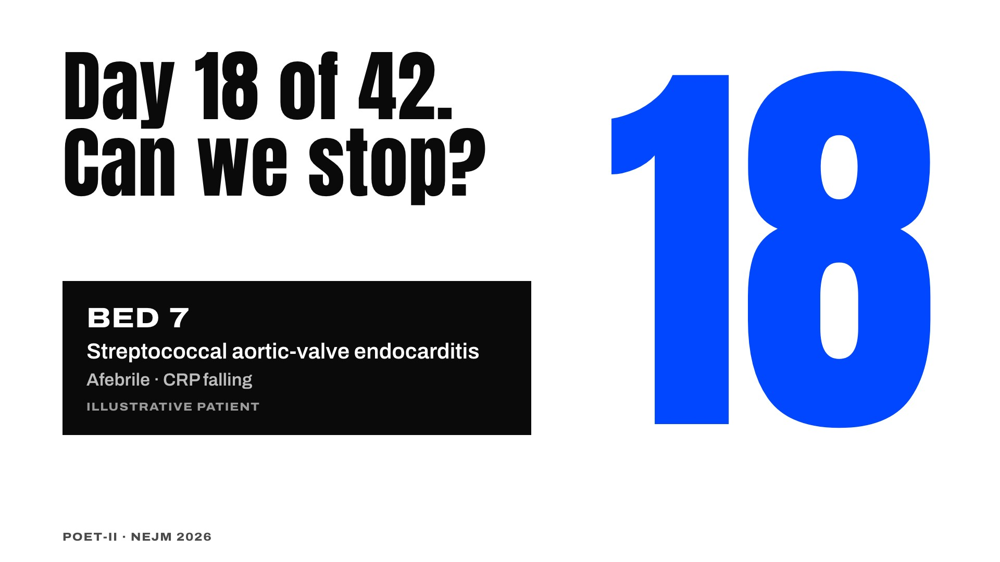 Day 18 of 42.
Can we stop?
18
BED 7
Streptococcal aortic-valve endocarditis
Afebrile · CRP falling
ILLUSTRATIVE PATIENT
POET-II · NEJM 2026